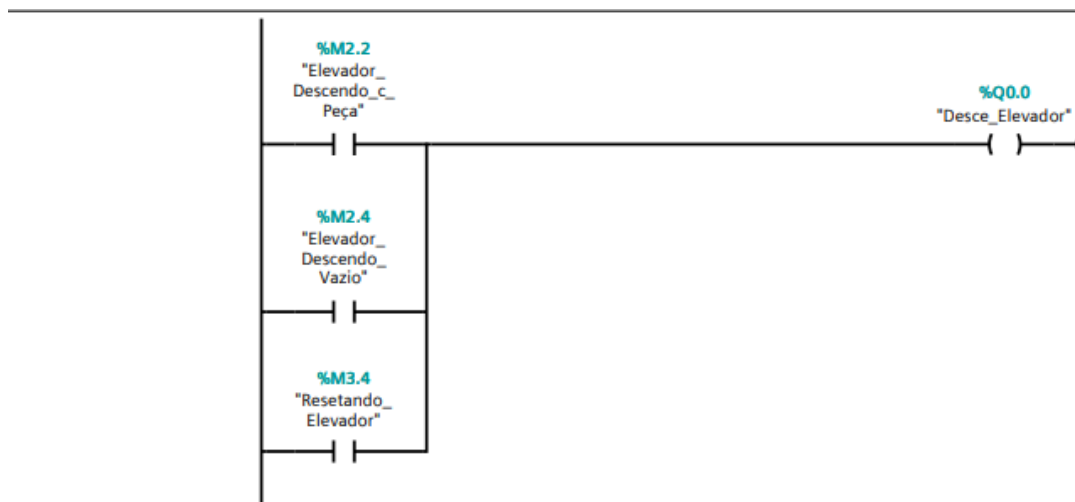 %M2.2
"Elevador_
Descendo_c_
Peça"
%Q0.0
"Desce_Elevador"
%M2.4
"Elevador_
Descendo_
Vazio"
%M3.4
"Resetando_
Elevador"